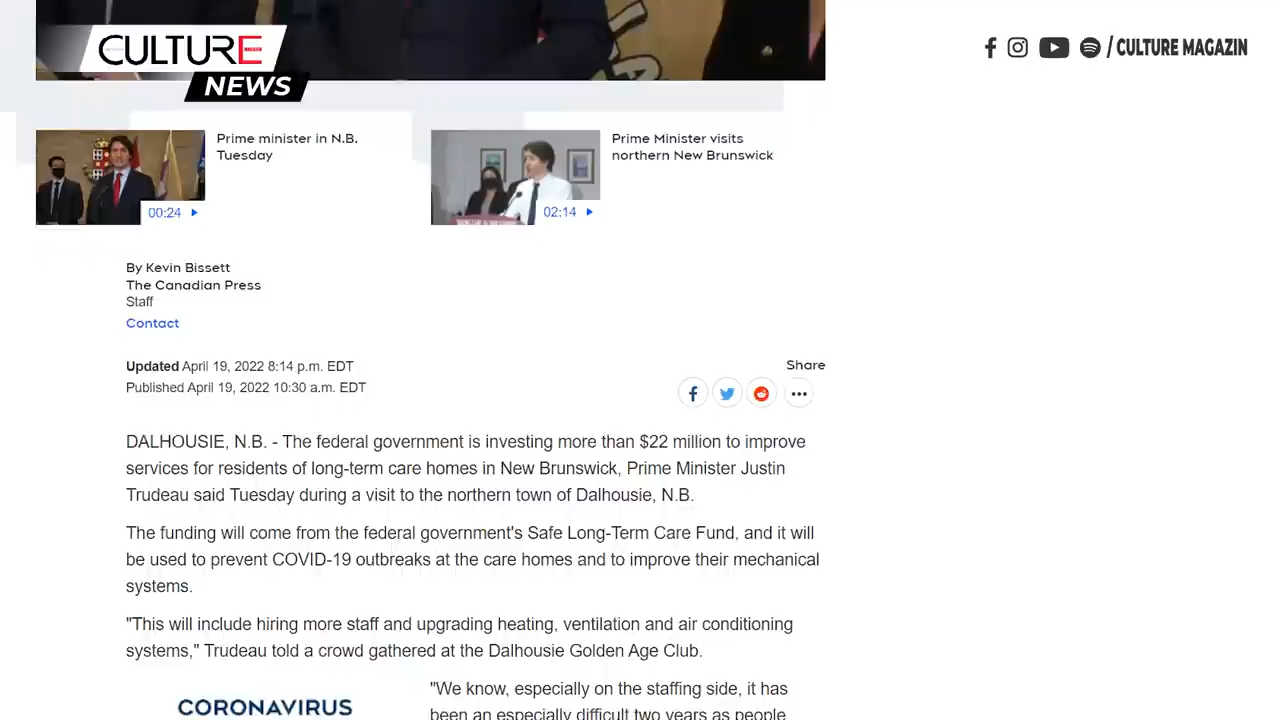 CULTURE
NEWS
/ CULTURE MAGAZIN
Prime minister in N.B.
Tuesday
00:24
Prime Minister visits
northern New Brunswick
02:14
By Kevin Bissett
The Canadian Press
Staff
Contact
Updated April 19, 2022 8:14 p.m. EDT
Published April 19, 2022 10:30 a.m. EDT
Share
DALHOUSIE, N.B. - The federal government is investing more than $22 million to improve
services for residents of long-term care homes in New Brunswick, Prime Minister Justin
Trudeau said Tuesday during a visit to the northern town of Dalhousie, N.B.
The funding will come from the federal government's Safe Long-Term Care Fund, and it will
be used to prevent COVID-19 outbreaks at the care homes and to improve their mechanical
systems.
"This will include hiring more staff and upgrading heating, ventilation and air conditioning
systems," Trudeau told a crowd gathered at the Dalhousie Golden Age Club.
CORONAVIRUS
"We know, especially on the staffing side, it has
been an especially difficult two years as people